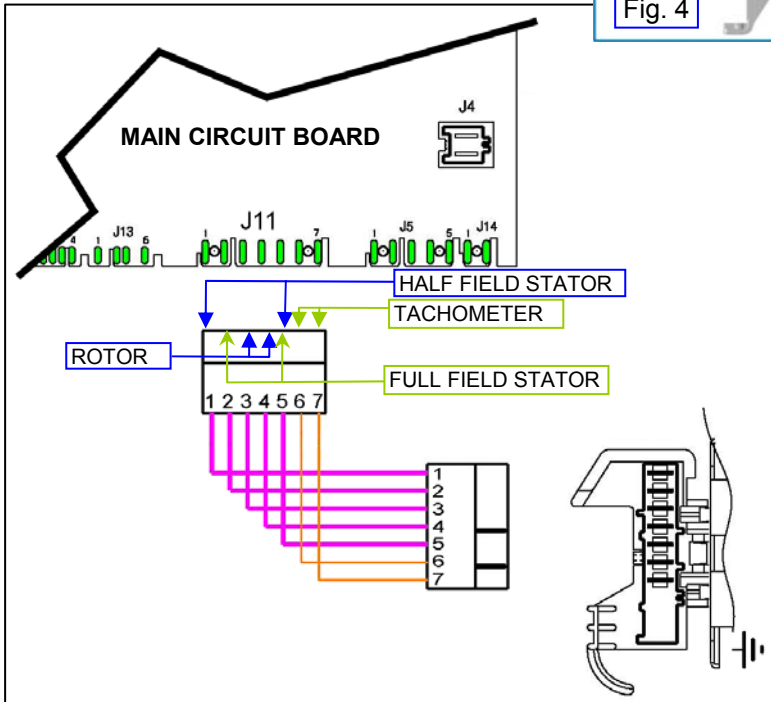 Fig. 4
MAIN CIRCUIT BOARD
J4
4 1 J13 6 1 J11 7 1 J5 5 1 J14
HALF FIELD STATOR
TACHOMETER
ROTOR
FULL FIELD STATOR
1 2 3 4 5 6 7
1
2
3
4
5
6
7